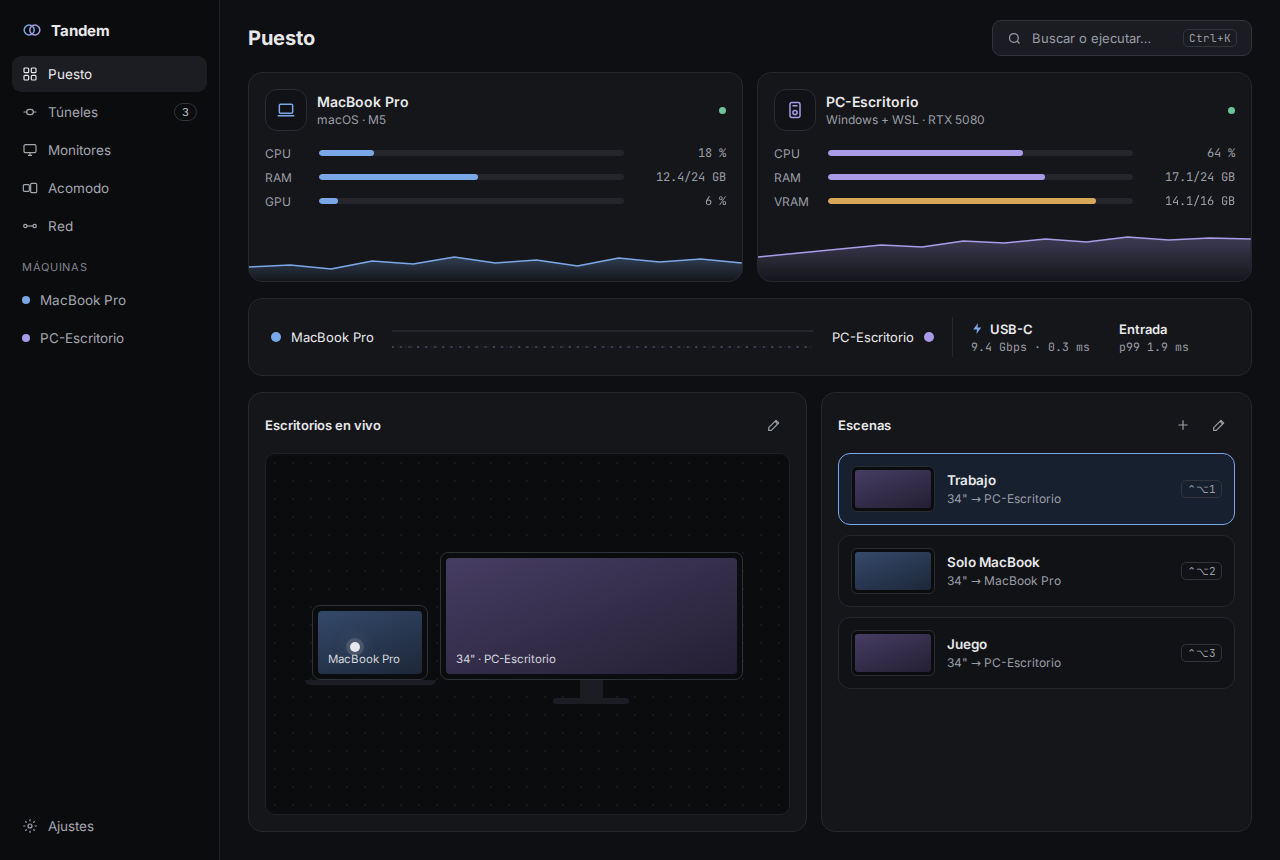 Tandem
Puesto
Túneles 3
Monitores
Acomodo
Red
MÁQUINAS
MacBook Pro
PC-Escritorio
Ajustes
Puesto
Buscar o ejecutar... Ctrl+K
MacBook Pro
macOS · M5
CPU 18 %
RAM 12.4/24 GB
GPU 6 %
PC-Escritorio
Windows + WSL · RTX 5080
CPU 64 %
RAM 17.1/24 GB
VRAM 14.1/16 GB
MacBook Pro
PC-Escritorio
USB-C
9.4 Gbps · 0.3 ms
Entrada
p99 1.9 ms
Escritorios en vivo
MacBook Pro
34" · PC-Escritorio
Escenas
Trabajo
34" → PC-Escritorio
⌃⌥1
Solo MacBook
34" → MacBook Pro
⌃⌥2
Juego
34" → PC-Escritorio
⌃⌥3